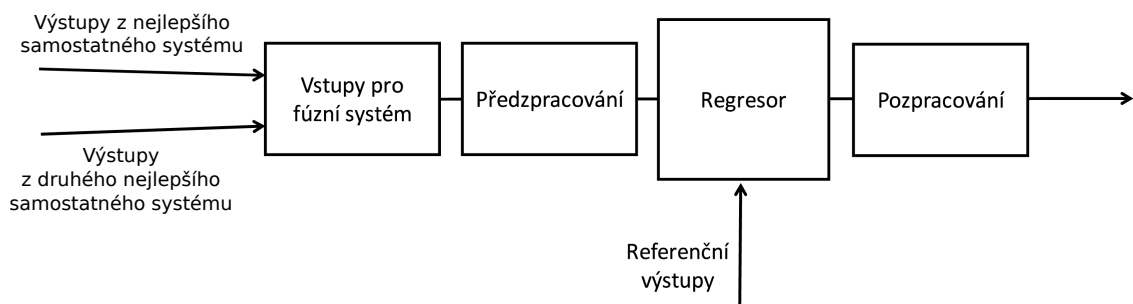 Výstupy z nejlepšího
samostatného systému
Vstupy pro
fúzní systém
Předzpracování
Regresor
Pozpracování
Výstupy
z druhého nejlepšího
samostatného systému
Referenční
výstupy